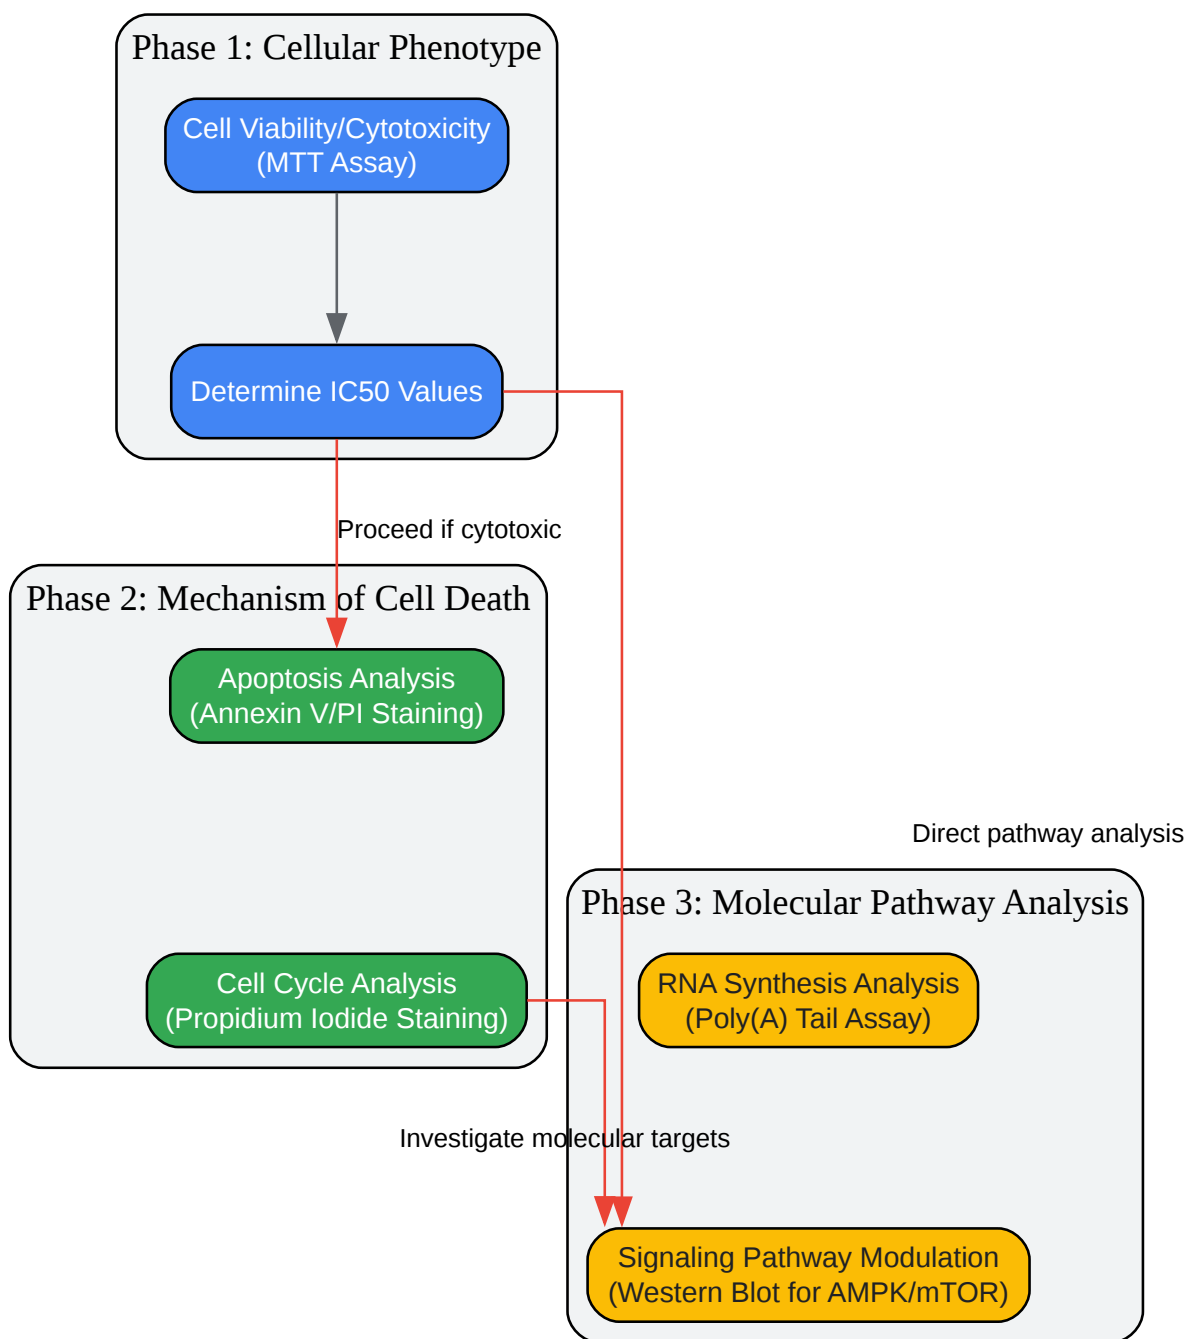 Phase 1: Cellular Phenotype
Cell Viability/Cytotoxicity
(MTT Assay)
Determine IC50 Values
Proceed if cytotoxic
Phase 2: Mechanism of Cell Death
Apoptosis Analysis
(Annexin V/PI Staining)
Direct pathway analysis
Phase 3: Molecular Pathway Analysis
Cell Cycle Analysis
(Propidium Iodide Staining)
RNA Synthesis Analysis
(Poly(A) Tail Assay)
Investigate molecular targets
Signaling Pathway Modulation
(Western Blot for AMPK/mTOR)